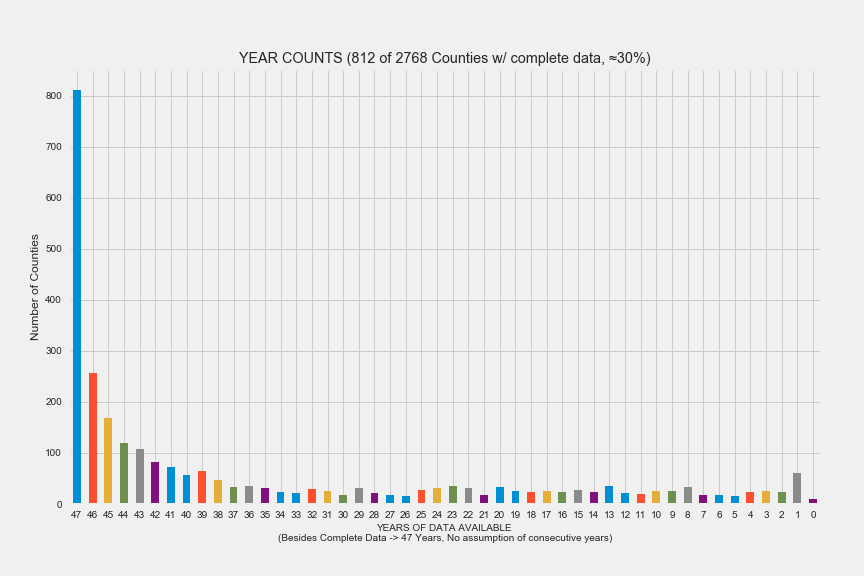 YEAR COUNTS (812 of 2768 Counties w/ complete data, ≈30%)
Number of Counties
800
700
600
500
400
300
200
100
0
47 46 45 44 43 42 41 40 39 38 37 36 35 34 33 32 31 30 29 28 27 26 25 24 23 22 21 20 19 18 17 16 15 14 13 12 11 10 9 8 7 6 5 4 3 2 1 0
YEARS OF DATA AVAILABLE
(Besides Complete Data -> 47 Years, No assumption of consecutive years)